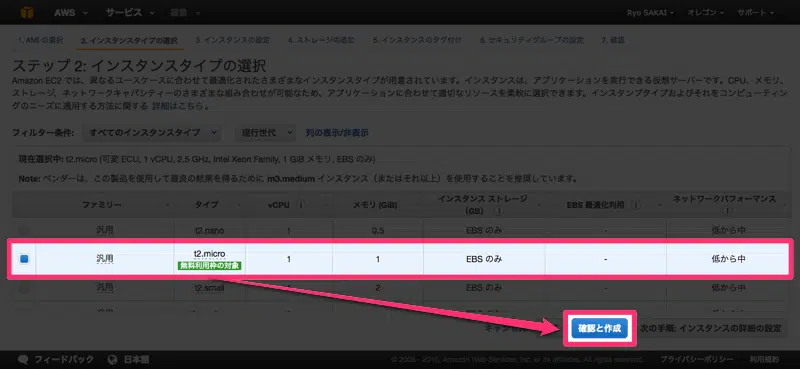 AWS サービス 編集 Ryo SAKAI オレゴン サポート
1. AMI の選択 2. インスタンスタイプの選択 3. インスタンスの設定 4. ストレージの追加 5. インスタンスのタグ付け 6. セキュリティグループの設定 7. 確認
ステップ 2: インスタンスタイプの選択
Amazon EC2 では、異なるユースケースに合わせて最適化されたさまざまなインスタンスタイプが用意されています。インスタンスは、アプリケーションを実行できる仮想サーバーです。CPU、メモリ、
ストレージ、ネットワークキャパシティーのさまざまな組み合わせが可能なため、アプリケーションに合わせて適切なリソースを柔軟に選択できます。インスタンスタイプおよびそれをコンピューティング
のニーズに適用する方法に関する 詳細はこちら。
フィルター条件: すべてのインスタンスタイプ 現行世代 列の表示/非表示
現在選択中: t2.micro (可変 ECU, 1 vCPU, 2.5 GHz, Intel Xeon Family, 1 GiB メモリ, EBS のみ)
Note: ベンダーは、この製品を使用して最良の結果を得るために m3.medium インスタンス（またはそれ以上）を使用することを推奨しています。
ファミリー タイプ vCPU メモリ (GiB) インスタンス ストレージ (GB) EBS 最適化利用 ネットワークパフォーマンス
汎用 t2.nano 1 0.5 EBS のみ - 低から中
汎用 t2.micro 1 1 EBS のみ - 低から中
無料利用枠の対象
汎用 t2.small 1 2 EBS のみ - 低から中
確認と作成 次の手順: インスタンスの詳細の設定
フィードバック 日本語 プライバシーポリシー 利用規約